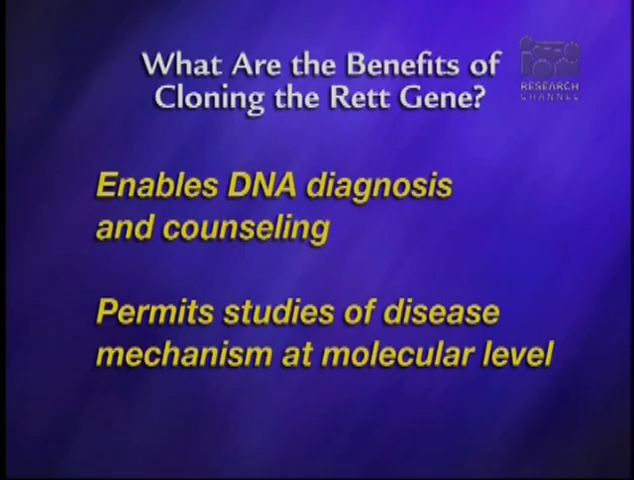 What Are the Benefits of
Cloning the Rett Gene?
RESEARCH
CHANNEL
Enables DNA diagnosis
and counseling
Permits studies of disease
mechanism at molecular level